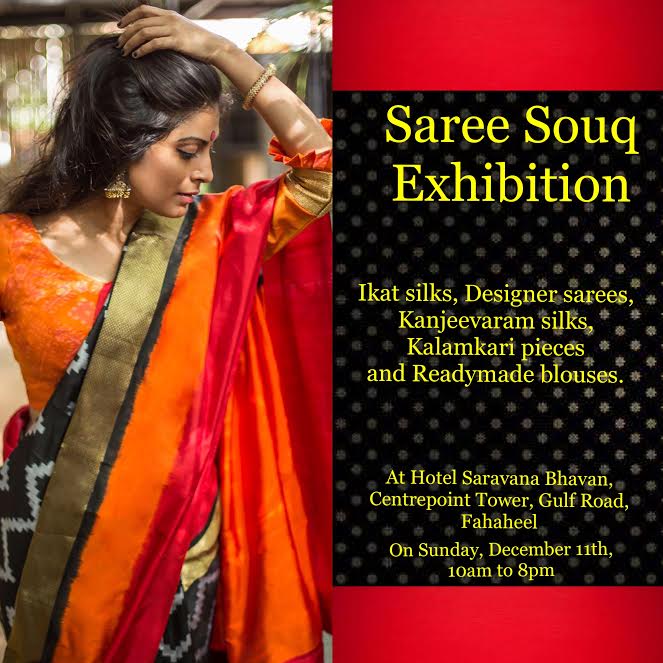 Saree Souq
Exhibition
Ikat silks, Designer sarees,
Kanjeevaram silks,
Kalamkari pieces
and Readymade blouses.
At Hotel Saravana Bhavan,
Centrepoint Tower, Gulf Road,
Fahaheel
On Sunday, December 11th,
10am to 8pm